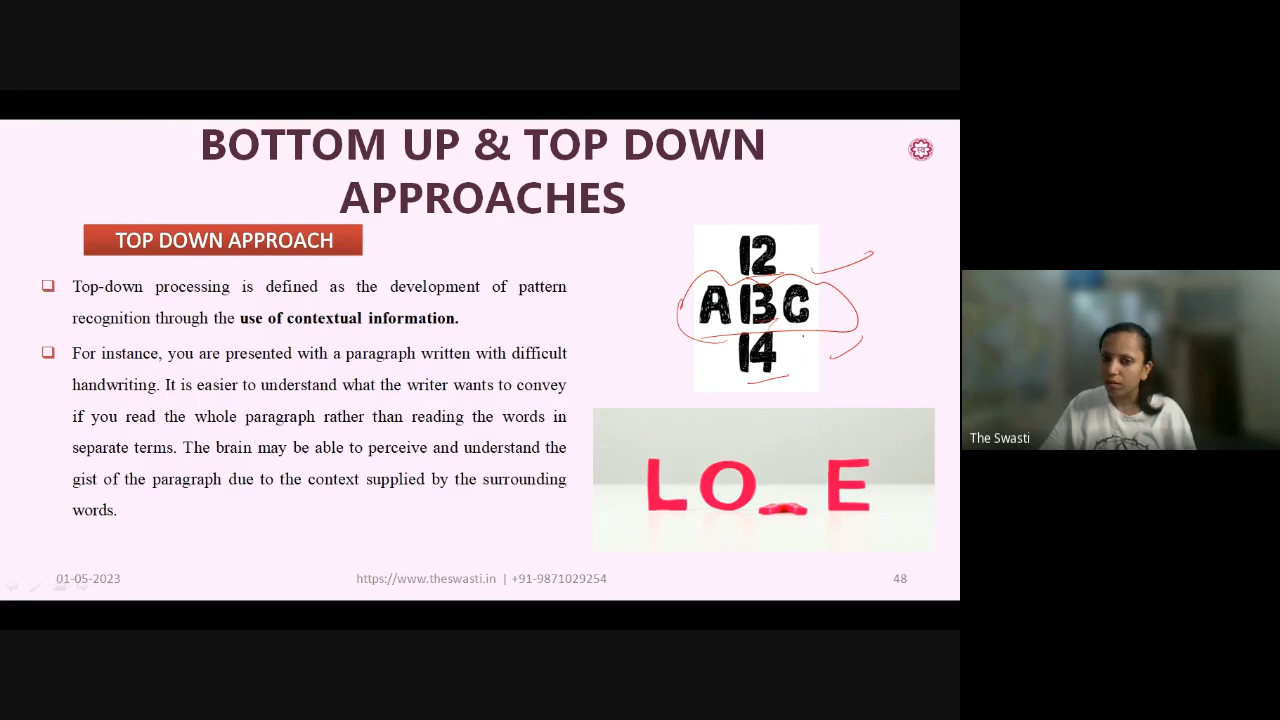 BOTTOM UP & TOP DOWN
APPROACHES
TOP DOWN APPROACH
Top-down processing is defined as the development of pattern
recognition through the use of contextual information.
For instance, you are presented with a paragraph written with difficult
handwriting. It is easier to understand what the writer wants to convey
if you read the whole paragraph rather than reading the words in
separate terms. The brain may be able to perceive and understand the
gist of the paragraph due to the context supplied by the surrounding
words.
12
A 13 C
14
LO E
The Swasti
01-05-2023
https://www.theswasti.in | +91-9871029254
48